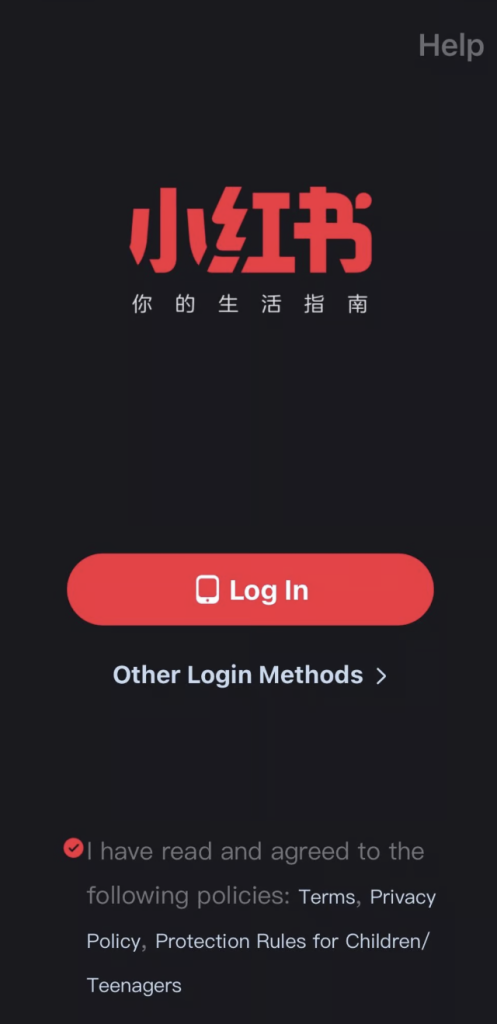 Help
小红书
你的生活指南
Log In
Other Login Methods >
I have read and agreed to the
following policies: Terms, Privacy
Policy, Protection Rules for Children/
Teenagers